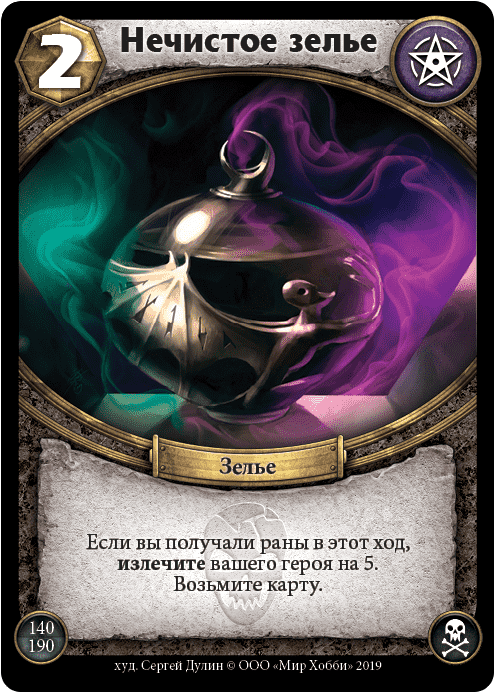 2
Нечистое зелье
Зелье
Если вы получали раны в этот ход,
излечите вашего героя на 5.
Возьмите карту.
140
190
худ. Сергей Дулин © ООО «Мир Хобби» 2019